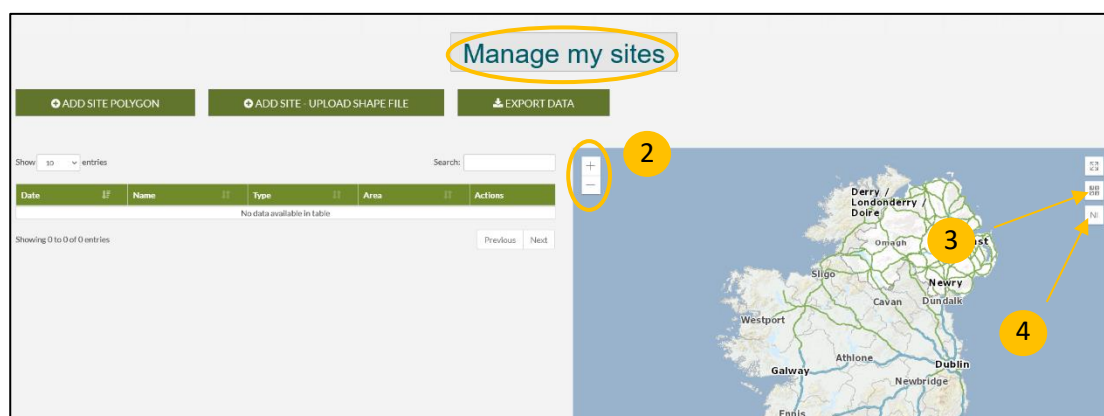 Manage my sites
ADD SITE POLYGON
ADD SITE - UPLOAD SHAPE FILE
EXPORT DATA
Show 10 entries
Search:
Date Name Type Area Actions
No data available in table
Showing 0 to 0 of 0 entries
Previous Next
2
3
4
NI
Derry /
Londonderry /
Doire
Omagh
ast
Newry
Sligo
Cavan
Dundalk
Westport
Athlone
Galway
Dublin
Newbridge
Ennis